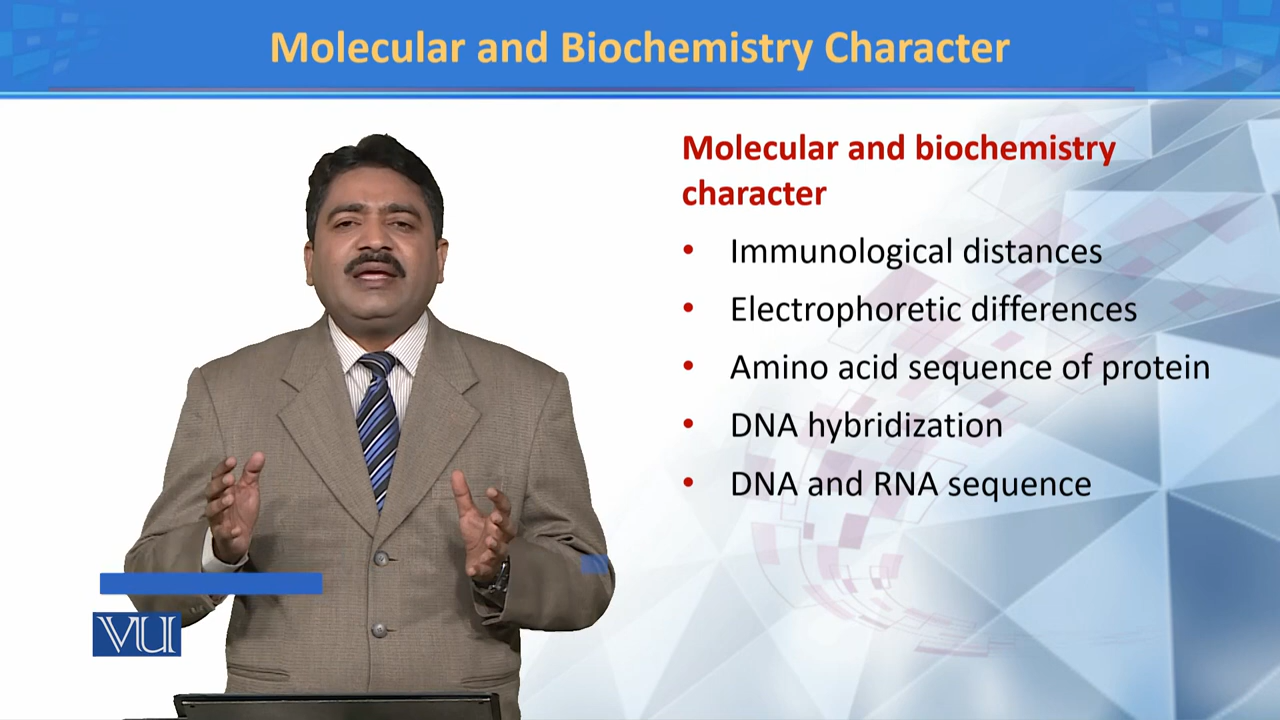 Molecular and Biochemistry Character
Molecular and biochemistry
character
• Immunological distances
• Electrophoretic differences
• Amino acid sequence of protein
• DNA hybridization
• DNA and RNA sequence
VU